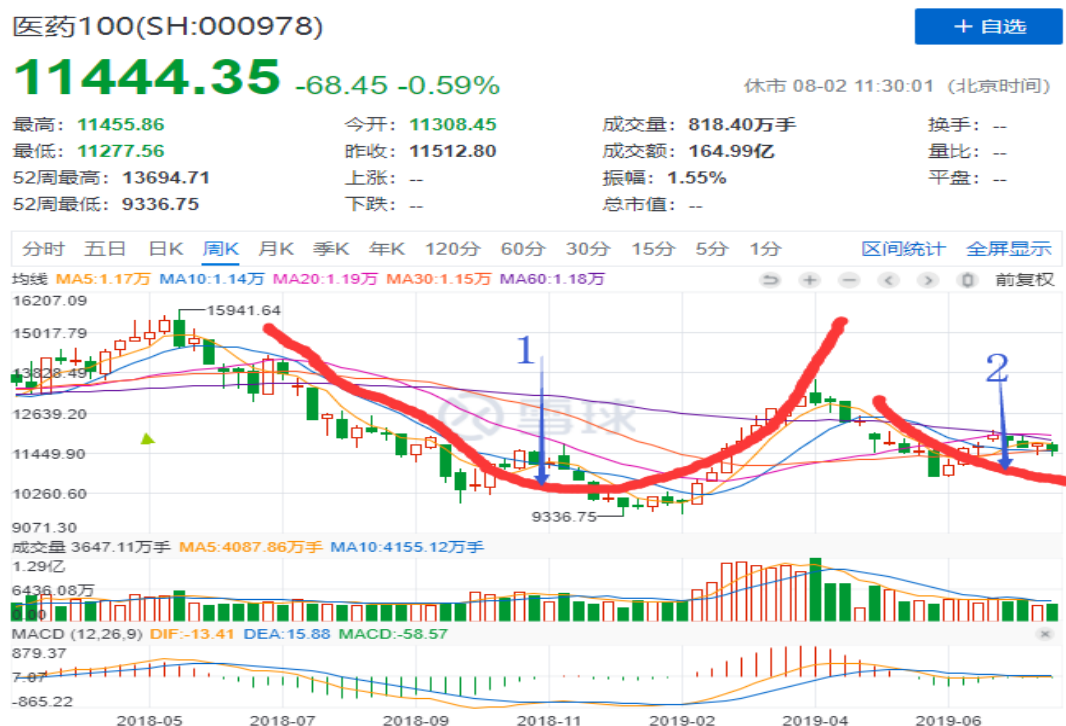 医药100(SH:000978)
+ 自选
11444.35 -68.45 -0.59%
休市 08-02 11:30:01 (北京时间)
最高：11455.86 今开：11308.45 成交量：818.40万手 换手：--
最低：11277.56 昨收：11512.80 成交额：164.99亿 量比：--
52周最高：13694.71 上涨：-- 振幅：1.55% 平盘：--
52周最低：9336.75 下跌：-- 总市值：--
分时 五日 日K 周K 月K 季K 年K 120分 60分 30分 15分 5分 1分 区间统计 全屏显示
均线 MA5:1.17万 MA10:1.14万 MA20:1.19万 MA30:1.15万 MA60:1.18万 前复权
16207.09
15941.64
15017.79
1
2
13828.49
雪球
12639.20
11449.90
10260.60
9336.75
9071.30
成交量 3647.11万手 MA5:4087.86万手 MA10:4155.12万手
1.29亿
6436.08万
0.00
MACD (12,26,9) DIF:-13.41 DEA:15.88 MACD:-58.57
879.37
7.07
-865.22
2018-05 2018-07 2018-09 2018-11 2019-02 2019-04 2019-06